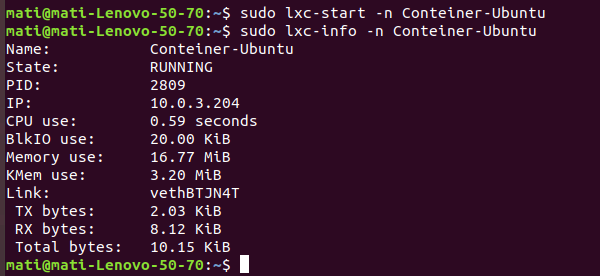 mati@mati-Lenovo-50-70:~$ sudo lxc-start -n Conteiner-Ubuntu
mati@mati-Lenovo-50-70:~$ sudo lxc-info -n Conteiner-Ubuntu
Name:           Conteiner-Ubuntu
State:          RUNNING
PID:            2809
IP:             10.0.3.204
CPU use:        0.59 seconds
BlkIO use:      20.00 KiB
Memory use:     16.77 MiB
KMem use:       3.20 MiB
Link:           vethBTJN4T
 TX bytes:      2.03 KiB
 RX bytes:      8.12 KiB
 Total bytes:   10.15 KiB
mati@mati-Lenovo-50-70:~$